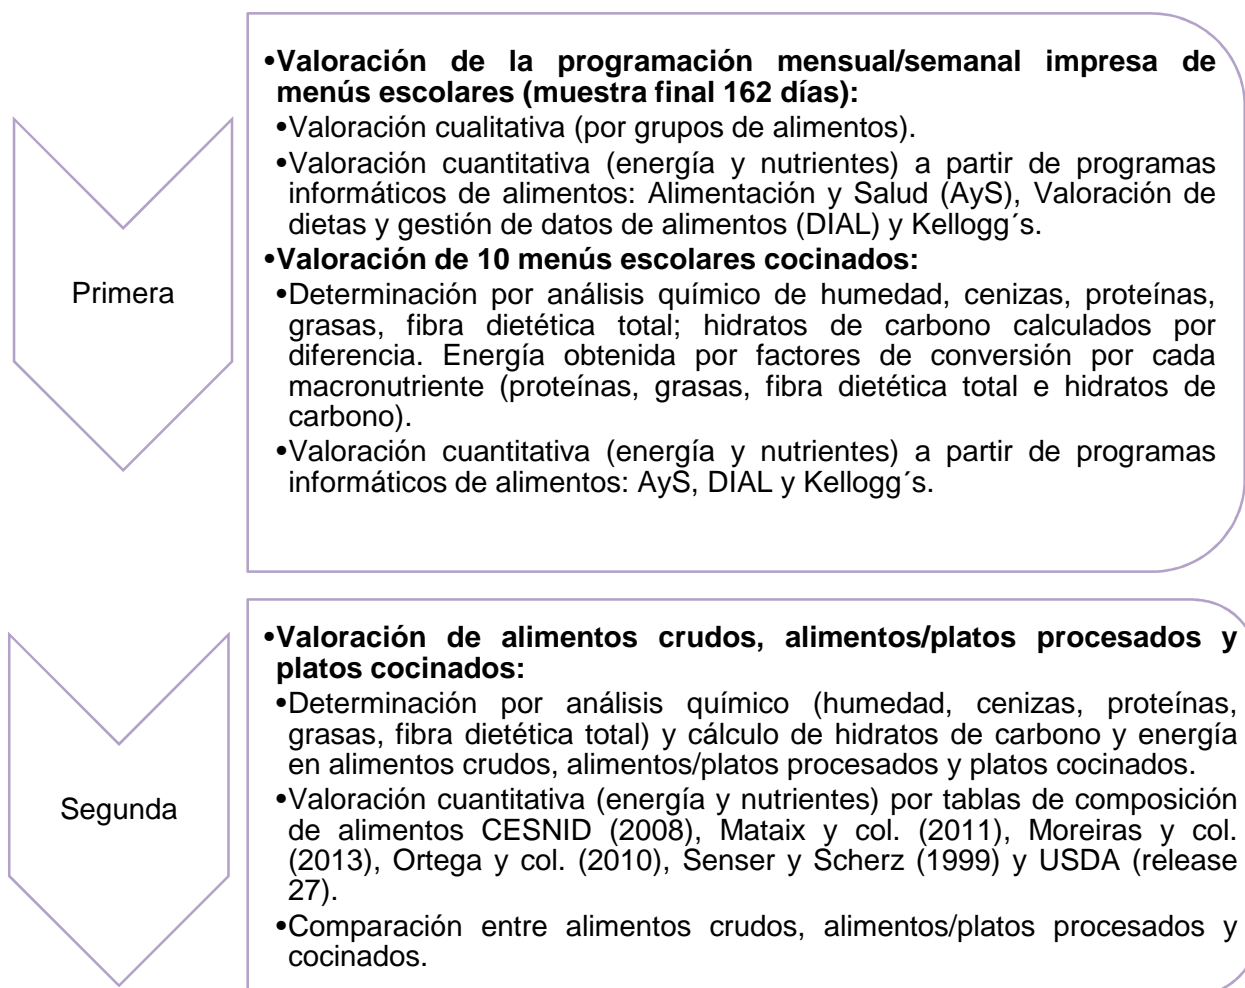 Primera
•Valoración de la programación mensual/semanal impresa de
menús escolares (muestra final 162 días):
•Valoración cualitativa (por grupos de alimentos).
•Valoración cuantitativa (energía y nutrientes) a partir de programas
informáticos de alimentos: Alimentación y Salud (AyS), Valoración de
dietas y gestión de datos de alimentos (DIAL) y Kellogg´s.
•Valoración de 10 menús escolares cocinados:
•Determinación por análisis químico de humedad, cenizas, proteínas,
grasas, fibra dietética total; hidratos de carbono calculados por
diferencia. Energía obtenida por factores de conversión por cada
macronutriente (proteínas, grasas, fibra dietética total e hidratos de
carbono).
•Valoración cuantitativa (energía y nutrientes) a partir de programas
informáticos de alimentos: AyS, DIAL y Kellogg´s.
Segunda
•Valoración de alimentos crudos, alimentos/platos procesados y
platos cocinados:
•Determinación por análisis químico (humedad, cenizas, proteínas,
grasas, fibra dietética total) y cálculo de hidratos de carbono y energía
en alimentos crudos, alimentos/platos procesados y platos cocinados.
•Valoración cuantitativa (energía y nutrientes) por tablas de composición
de alimentos CESNID (2008), Mataix y col. (2011), Moreiras y col.
(2013), Ortega y col. (2010), Senser y Scherz (1999) y USDA (release
27).
•Comparación entre alimentos crudos, alimentos/platos procesados y
cocinados.